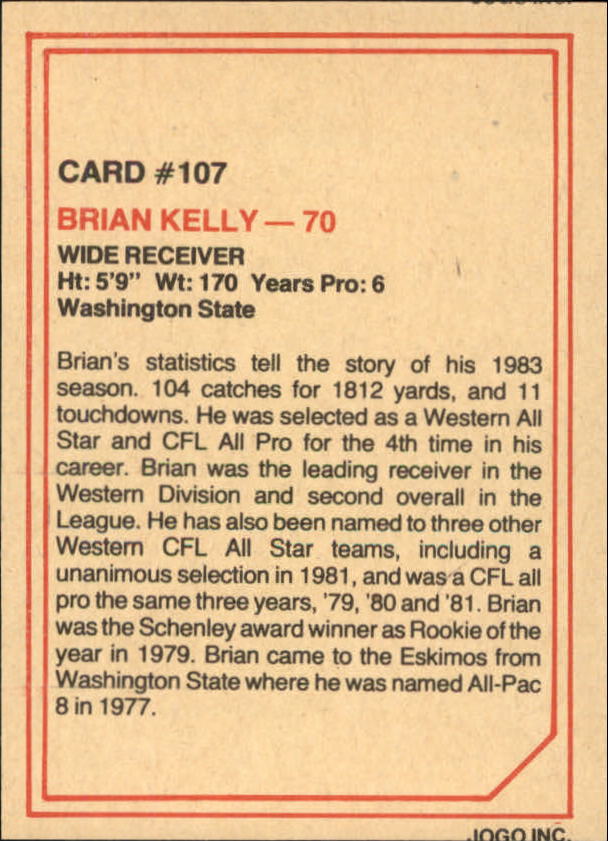 CARD #107
BRIAN KELLY — 70
WIDE RECEIVER
Ht: 5'9" Wt: 170 Years Pro: 6
Washington State
Brian's statistics tell the story of his 1983
season. 104 catches for 1812 yards, and 11
touchdowns. He was selected as a Western All
Star and CFL All Pro for the 4th time in his
career. Brian was the leading receiver in the
Western Division and second overall in the
League. He has also been named to three other
Western CFL All Star teams, including a
unanimous selection in 1981, and was a CFL all
pro the same three years, '79, '80 and '81. Brian
was the Schenley award winner as Rookie of the
year in 1979. Brian came to the Eskimos from
Washington State where he was named All-Pac
8 in 1977.
JOGO INC.